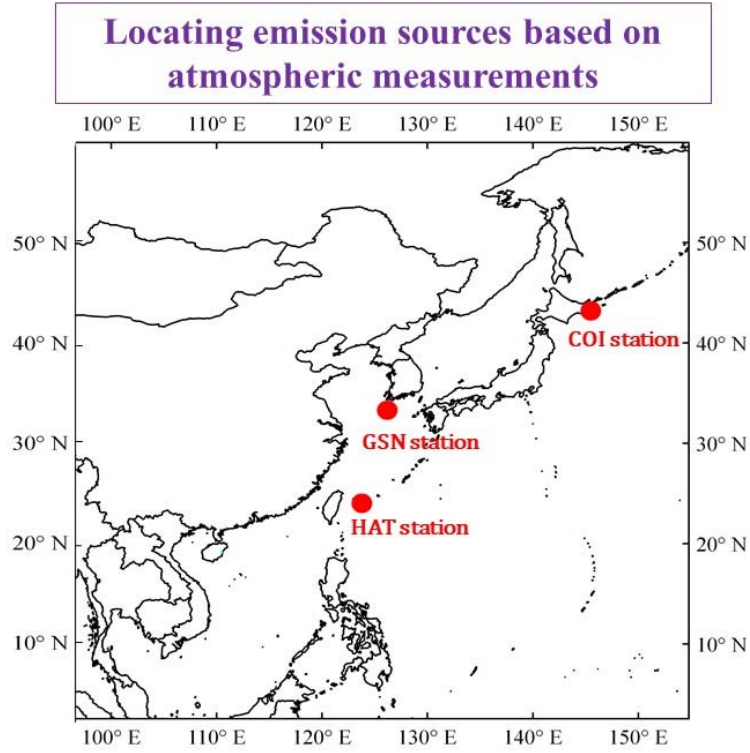 Locating emission sources based on
atmospheric measurements
100° E 110° E 120° E 130° E 140° E 150° E
50° N 50° N
COI station
40° N 40° N
GSN station
30° N 30° N
HAT station
20° N 20° N
10° N 10° N
100° E 110° E 120° E 130° E 140° E 150° E